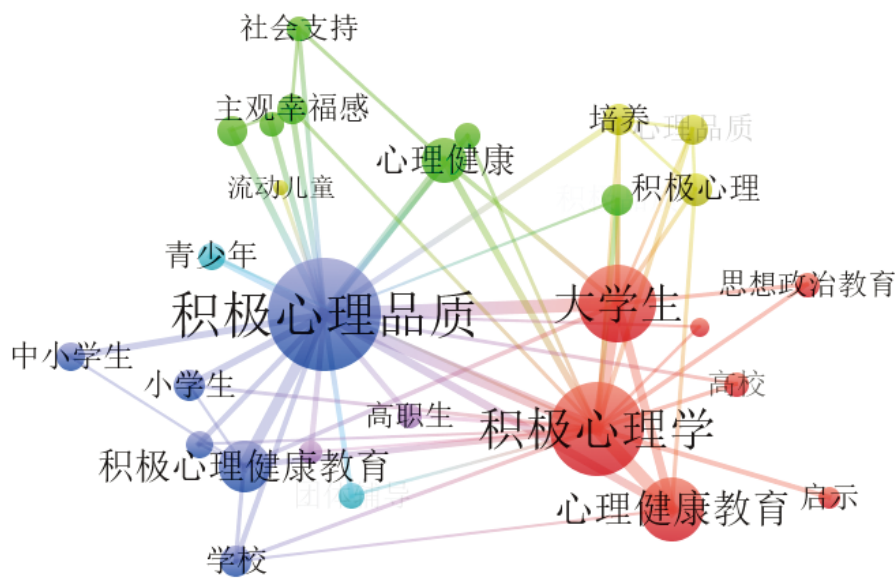 社会支持
主观幸福感
培养
心理品质
心理健康
流动儿童
积极心理
青少年
思想政治教育
积极心理品质
大学生
中小学生
小学生
高校
高职生
积极心理学
积极心理健康教育
团体辅导
启示
心理健康教育
学校